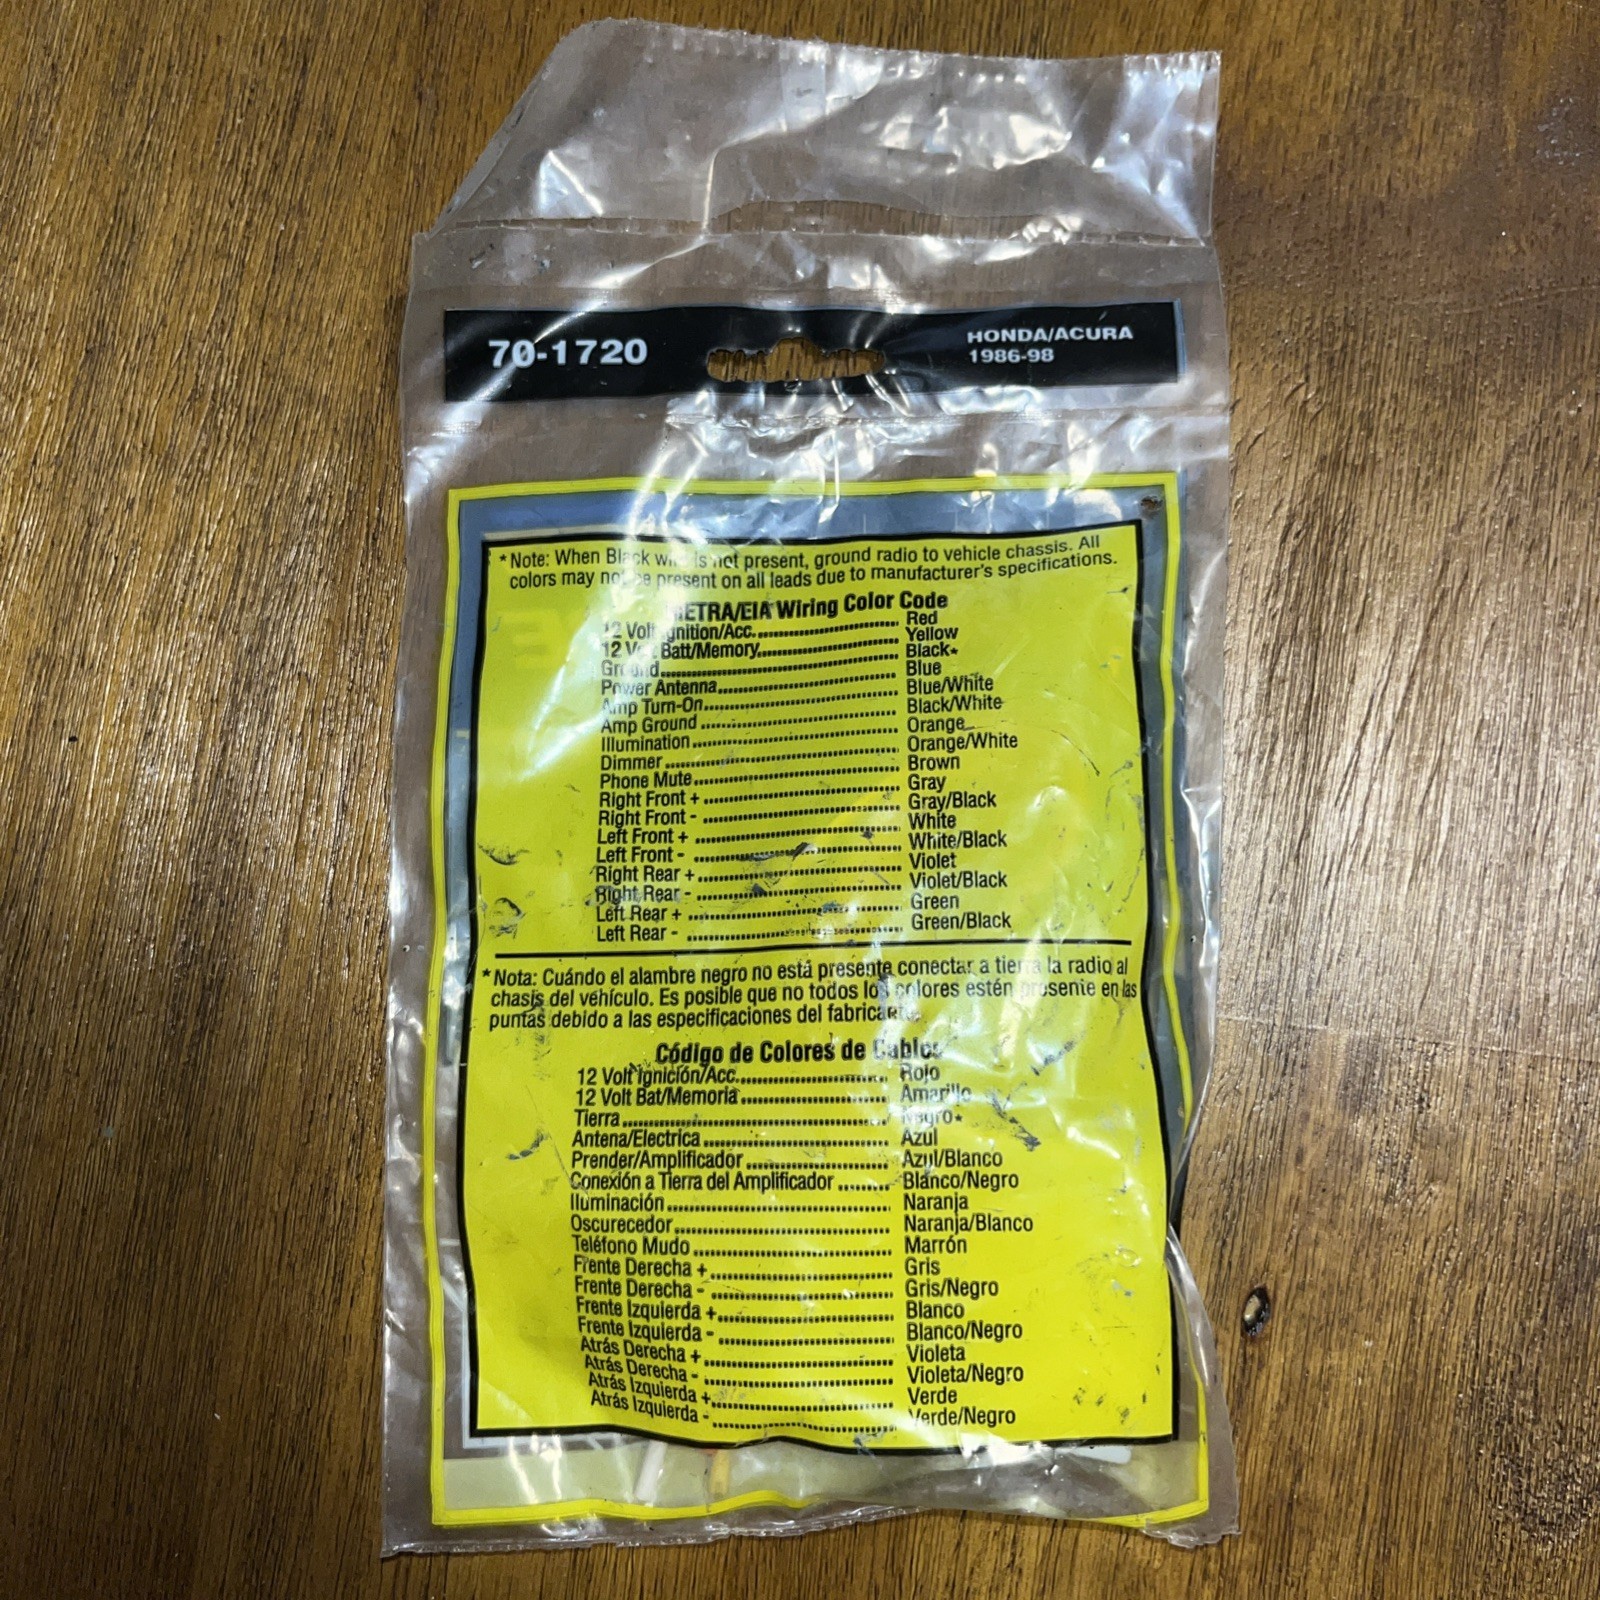 70-1720
HONDA/ACURA
1986-98
*Note: When Black wire is not present, ground radio to vehicle chassis. All
colors may not be present on all leads due to manufacturer's specifications.
METRA/EIA Wiring Color Code
12 Volt Ignition/Acc. Red
12 Volt Batt/Memory Yellow
Ground Black*
Power Antenna Blue
Amp Turn-On Blue/White
Amp Ground Black/White
Illumination Orange
Dimmer Orange/White
Phone Mute Brown
Right Front + Gray
Right Front - Gray/Black
Left Front + White
Left Front - White/Black
Right Rear + Violet
Right Rear - Violet/Black
Left Rear + Green
Left Rear - Green/Black
*Nota: Cuándo el alambre negro no está presente conectar a tierra la radio al
chasis del vehículo. Es posible que no todos los colores estén presente en las
puntas debido a las especificaciones del fabricante.
Código de Colores de Cables
12 Volt Ignición/Acc. Rojo
12 Volt Bat/Memoria Amarillo
Tierra Negro*
Antena/Electrica Azul
Prender/Amplificador Azul/Blanco
Conexión a Tierra del Amplificador Blanco/Negro
Iluminación Naranja
Oscurecedor Naranja/Blanco
Teléfono Mudo Marrón
Frente Derecha + Gris
Frente Derecha - Gris/Negro
Frente Izquierda + Blanco
Frente Izquierda - Blanco/Negro
Atrás Derecha + Violeta
Atrás Derecha - Violeta/Negro
Atrás Izquierda + Verde
Atrás Izquierda - Verde/Negro